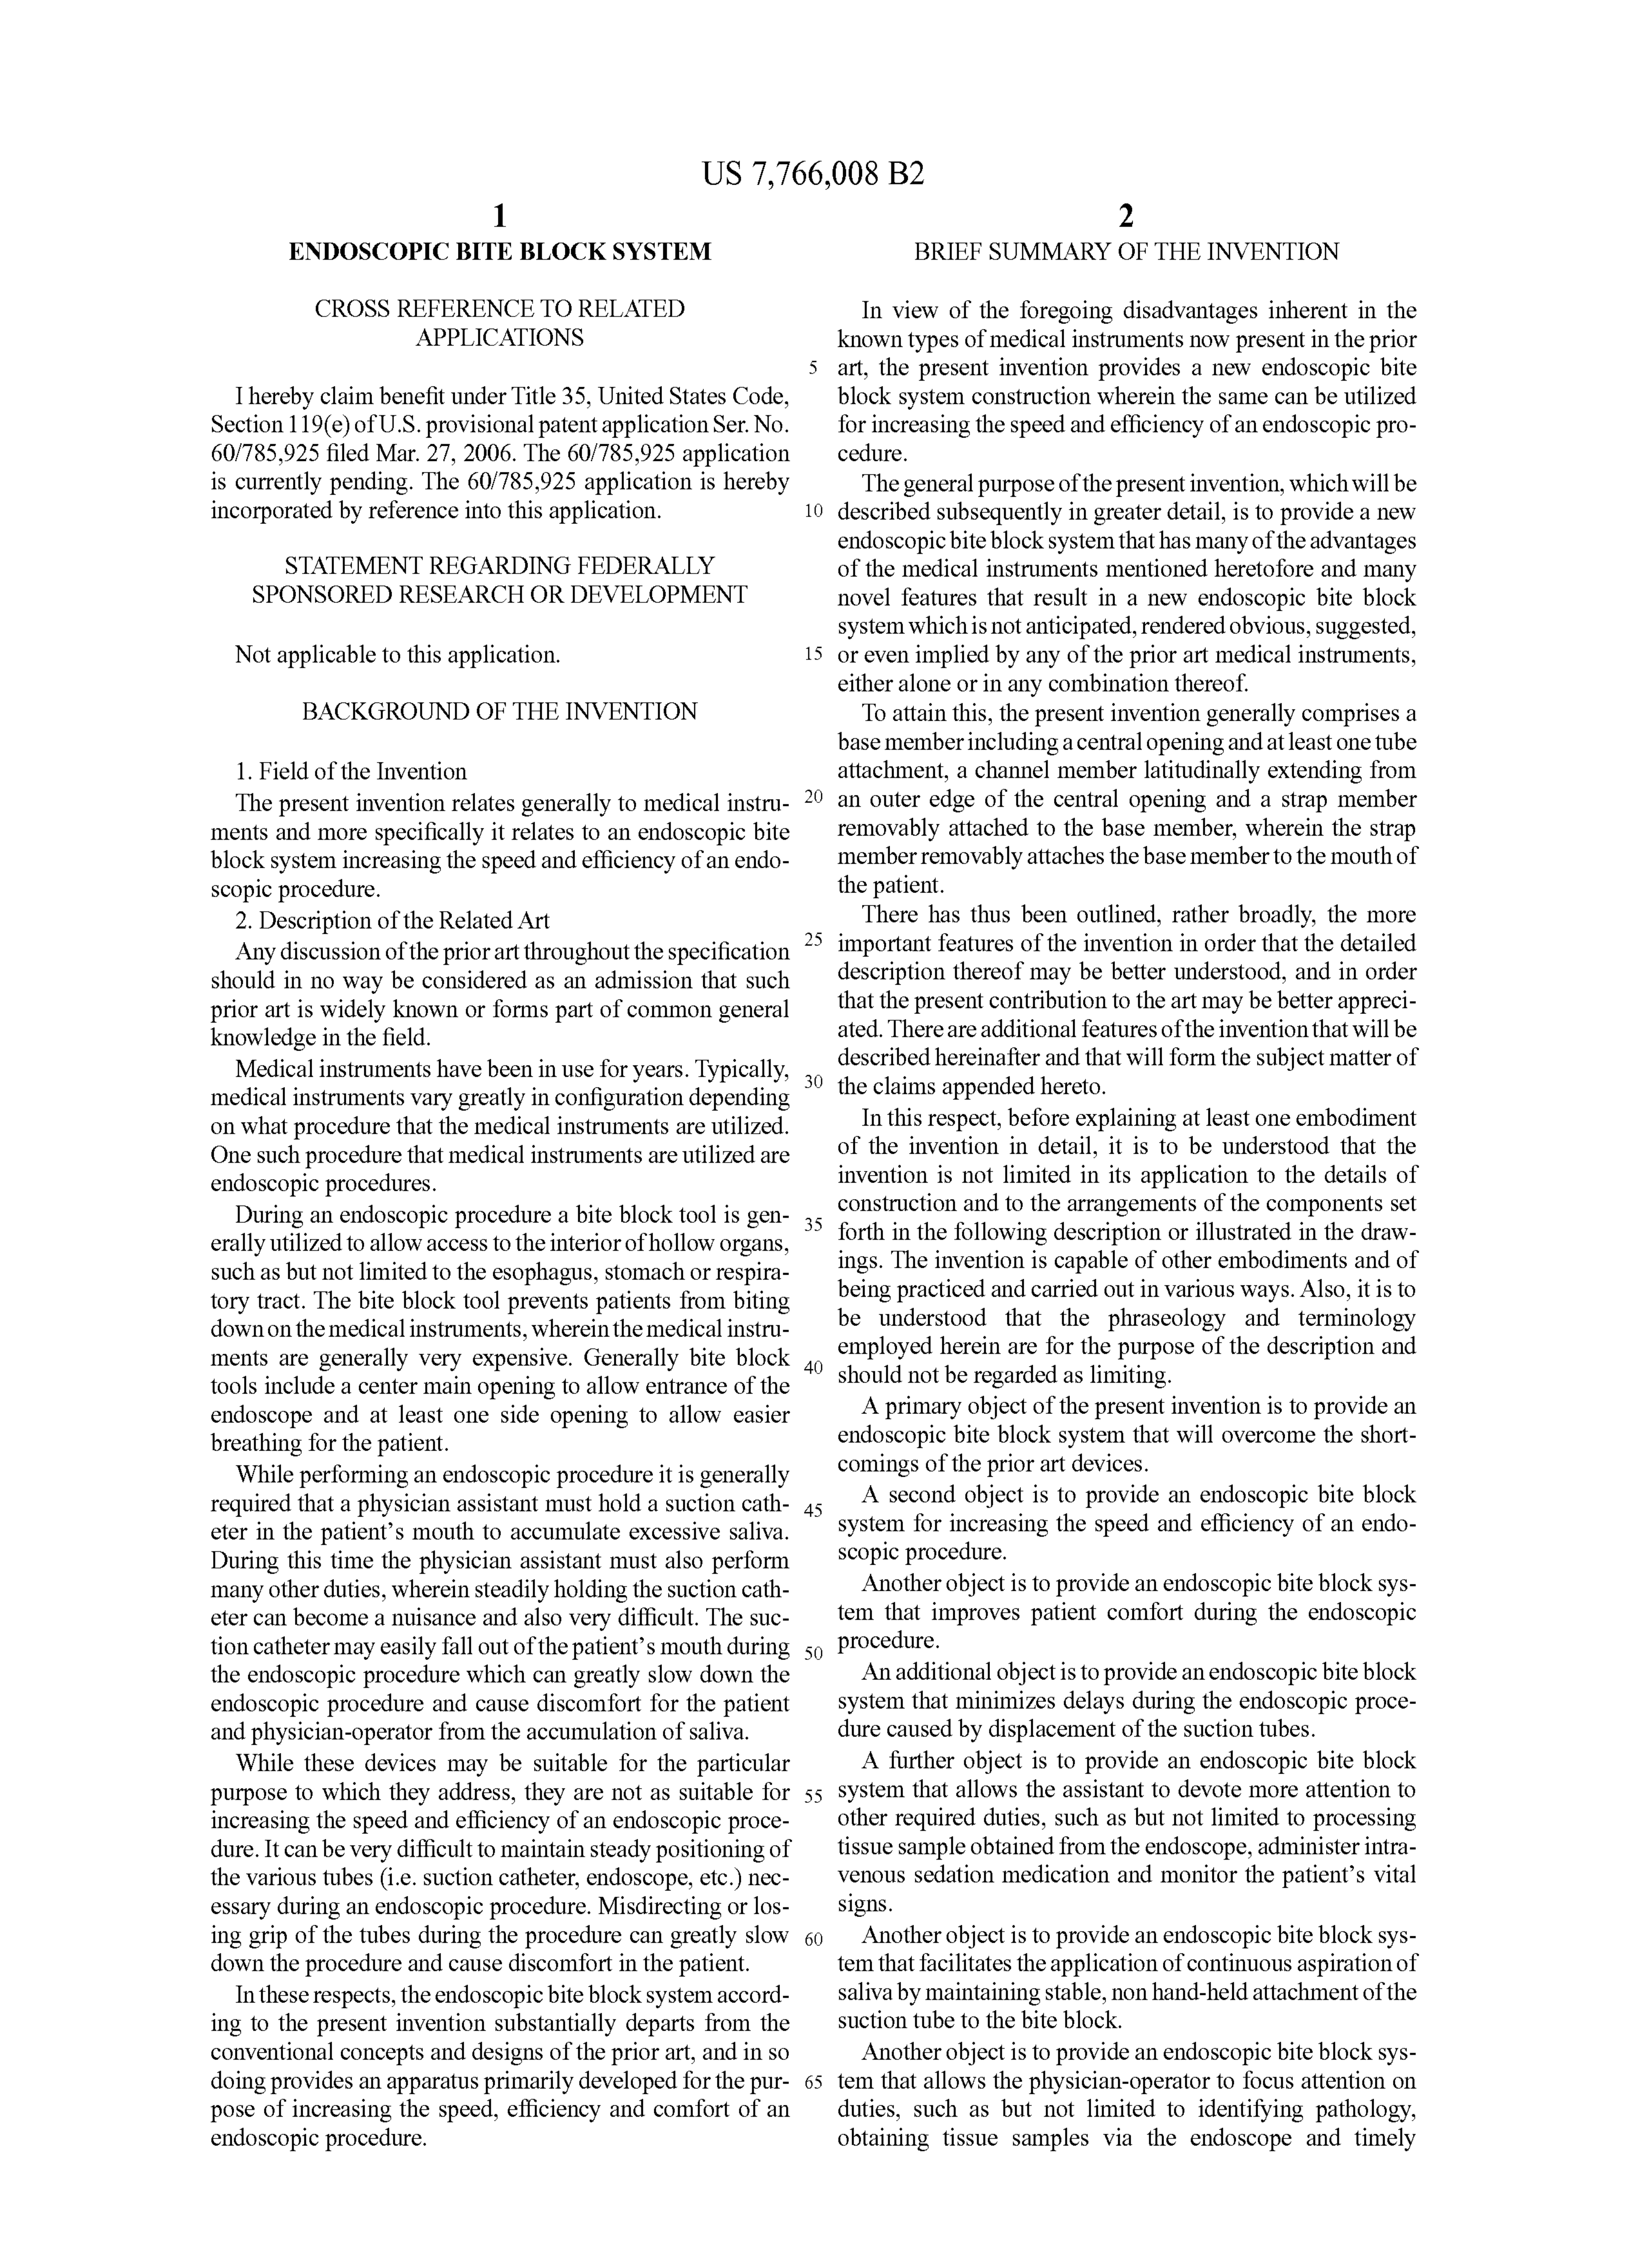 US 7,766,008 B2
1
ENDOSCOPIC BITE BLOCK SYSTEM
CROSS REFERENCE TO RELATED
APPLICATIONS
I hereby claim benefit under Title 35, United States Code,
Section 119(e) of U.S. provisional patent application Ser. No.
60/785,925 filed Mar. 27, 2006. The 60/785,925 application
is currently pending. The 60/785,925 application is hereby
incorporated by reference into this application.
STATEMENT REGARDING FEDERALLY
SPONSORED RESEARCH OR DEVELOPMENT
Not applicable to this application.
BACKGROUND OF THE INVENTION
1. Field of the Invention
The present invention relates generally to medical instru-
ments and more specifically it relates to an endoscopic bite
block system increasing the speed and efficiency of an endo-
scopic procedure.
2. Description of the Related Art
Any discussion of the prior art throughout the specification
should in no way be considered as an admission that such
prior art is widely known or forms part of common general
knowledge in the field.
Medical instruments have been in use for years. Typically,
medical instruments vary greatly in configuration depending
on what procedure that the medical instruments are utilized.
One such procedure that medical instruments are utilized are
endoscopic procedures.
During an endoscopic procedure a bite block tool is gen-
erally utilized to allow access to the interior of hollow organs,
such as but not limited to the esophagus, stomach or respira-
tory tract. The bite block tool prevents patients from biting
down on the medical instruments, wherein the medical instru-
ments are generally very expensive. Generally bite block
tools include a center main opening to allow entrance of the
endoscope and at least one side opening to allow easier
breathing for the patient.
While performing an endoscopic procedure it is generally
required that a physician assistant must hold a suction cath-
eter in the patient's mouth to accumulate excessive saliva.
During this time the physician assistant must also perform
many other duties, wherein steadily holding the suction cath-
eter can become a nuisance and also very difficult. The suc-
tion catheter may easily fall out of the patient's mouth during
the endoscopic procedure which can greatly slow down the
endoscopic procedure and cause discomfort for the patient
and physician-operator from the accumulation of saliva.
While these devices may be suitable for the particular
purpose to which they address, they are not as suitable for
increasing the speed and efficiency of an endoscopic proce-
dure. It can be very difficult to maintain steady positioning of
the various tubes (i.e. suction catheter, endoscope, etc.) nec-
essary during an endoscopic procedure. Misdirecting or los-
ing grip of the tubes during the procedure can greatly slow
down the procedure and cause discomfort in the patient.
In these respects, the endoscopic bite block system accord-
ing to the present invention substantially departs from the
conventional concepts and designs of the prior art, and in so
doing provides an apparatus primarily developed for the pur-
pose of increasing the speed, efficiency and comfort of an
endoscopic procedure.
2
BRIEF SUMMARY OF THE INVENTION
In view of the foregoing disadvantages inherent in the
known types of medical instruments now present in the prior
5 art, the present invention provides a new endoscopic bite
block system construction wherein the same can be utilized
for increasing the speed and efficiency of an endoscopic pro-
cedure.
The general purpose of the present invention, which will be
10 described subsequently in greater detail, is to provide a new
endoscopic bite block system that has many of the advantages
of the medical instruments mentioned heretofore and many
novel features that result in a new endoscopic bite block
system which is not anticipated, rendered obvious, suggested,
15 or even implied by any of the prior art medical instruments,
either alone or in any combination thereof.
To attain this, the present invention generally comprises a
base member including a central opening and at least one tube
attachment, a channel member latitudinally extending from
20 an outer edge of the central opening and a strap member
removably attached to the base member, wherein the strap
member removably attaches the base member to the mouth of
the patient.
There has thus been outlined, rather broadly, the more
25 important features of the invention in order that the detailed
description thereof may be better understood, and in order
that the present contribution to the art may be better appreci-
ated. There are additional features of the invention that will be
described hereinafter and that will form the subject matter of
30 the claims appended hereto.
In this respect, before explaining at least one embodiment
of the invention in detail, it is to be understood that the
invention is not limited in its application to the details of
construction and to the arrangements of the components set
35 forth in the following description or illustrated in the draw-
ings. The invention is capable of other embodiments and of
being practiced and carried out in various ways. Also, it is to
be understood that the phraseology and terminology
employed herein are for the purpose of the description and
40 should not be regarded as limiting.
A primary object of the present invention is to provide an
endoscopic bite block system that will overcome the short-
comings of the prior art devices.
A second object is to provide an endoscopic bite block
45 system for increasing the speed and efficiency of an endo-
scopic procedure.
Another object is to provide an endoscopic bite block sys-
tem that improves patient comfort during the endoscopic
50 procedure.
An additional object is to provide an endoscopic bite block
system that minimizes delays during the endoscopic proce-
dure caused by displacement of the suction tubes.
A further object is to provide an endoscopic bite block
55 system that allows the assistant to devote more attention to
other required duties, such as but not limited to processing
tissue sample obtained from the endoscope, administer intra-
venous sedation medication and monitor the patient's vital
signs.
60 Another object is to provide an endoscopic bite block sys-
tem that facilitates the application of continuous aspiration of
saliva by maintaining stable, non hand-held attachment of the
suction tube to the bite block.
Another object is to provide an endoscopic bite block sys-
65 tem that allows the physician-operator to focus attention on
duties, such as but not limited to identifying pathology,
obtaining tissue samples via the endoscope and timely